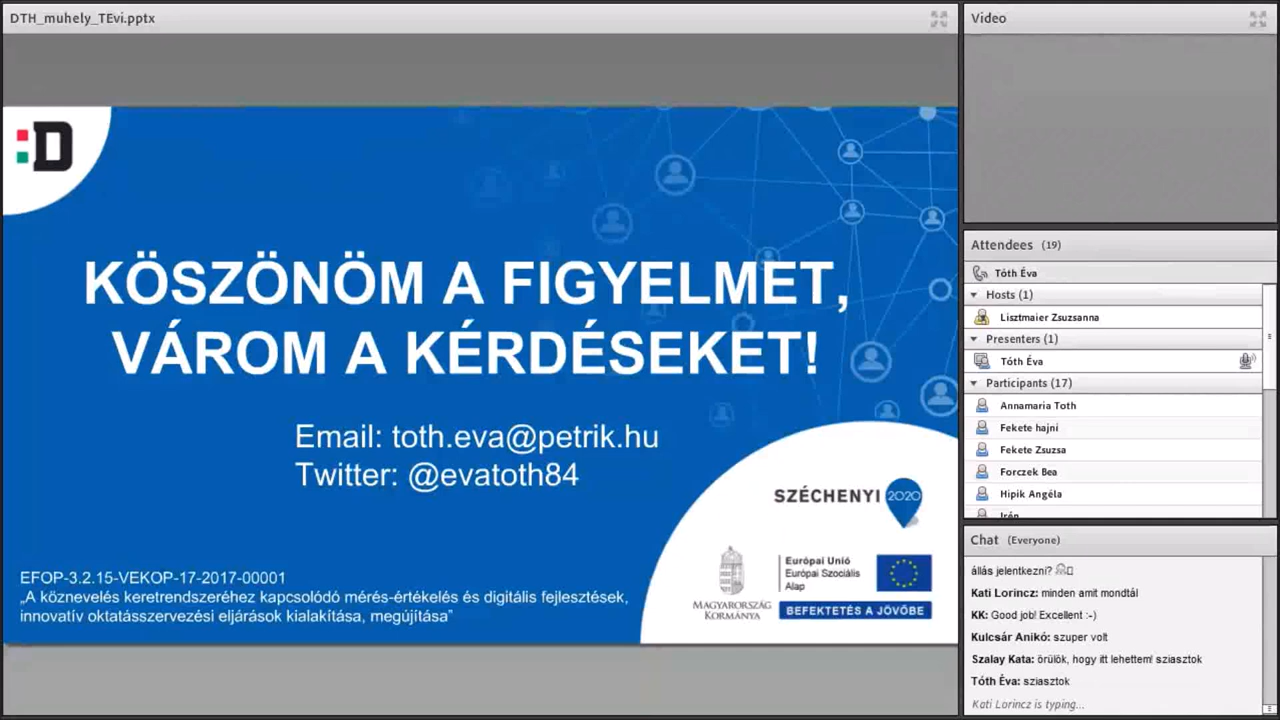 DTH_muhely_TEvi.pptx
:D
KÖSZÖNÖM A FIGYELMET,
VÁROM A KÉRDÉSEKET!
Email: toth.eva@petrik.hu
Twitter: @evatoth84
SZÉCHENYI 2020
MAGYARORSZÁG
KORMÁNYA
Európai Unió
Európai Szociális
Alap
BEFEKTETÉS A JÖVŐBE
EFOP-3.2.15-VEKOP-17-2017-00001
„A köznevelés keretrendszeréhez kapcsolódó mérés-értékelés és digitális fejlesztések,
innovatív oktatásszervezési eljárások kialakítása, megújítása”
Video
Attendees (19)
Tóth Éva
Hosts (1)
Lisztmaier Zsuzsanna
Presenters (1)
Tóth Éva
Participants (17)
Annamaria Toth
Fekete hajni
Fekete Zsuzsa
Forczek Bea
Hipik Angéla
Irén
Chat (Everyone)
állás jelentkezni?
Kati Lorincz: minden amit mondtál
KK: Good job! Excellent :-)
Kulcsár Anikó: szuper volt
Szalay Kata: örülök, hogy itt lehettem! sziasztok
Tóth Éva: sziasztok
Kati Lorincz is typing...